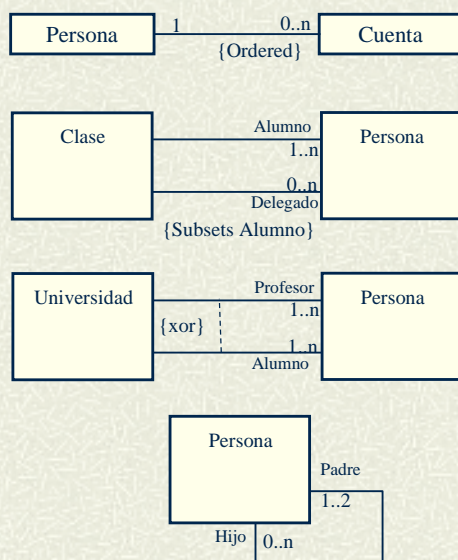 Persona 1 0..n Cuenta
{Ordered}
Clase Alumno Persona
1..n
0..n
Delegado
{Subsets Alumno}
Universidad Profesor Persona
1..n
{xor}
1..n
Alumno
Persona
Padre
1..2
Hijo 0..n